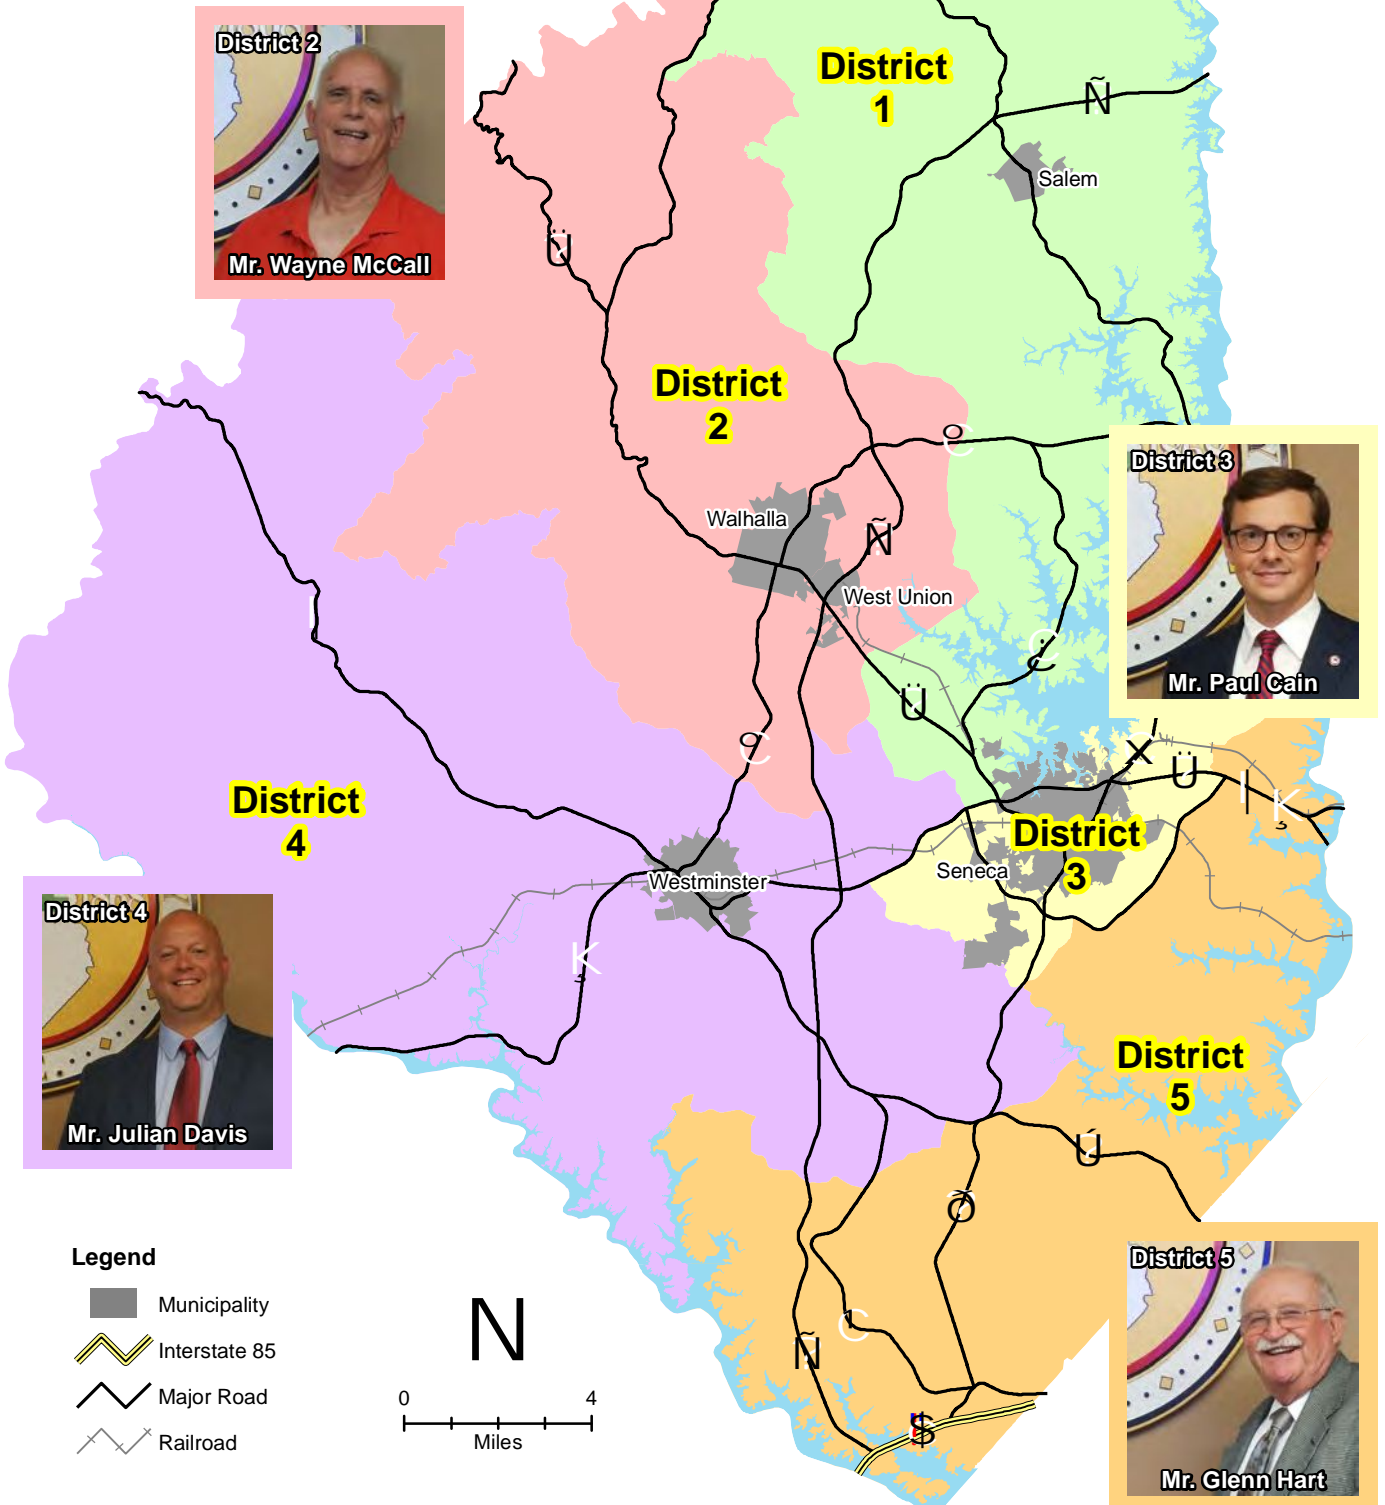 District 2
Mr. Wayne McCall
District
1
Ñ
Salem
Ü
District
2
District 3
Mr. Paul Cain
Walhalla
Ñ
West Union
Ü
District
4
Ü
District
3
Seneca
Westminster
District 4
Mr. Julian Davis
District
5
Ú
Legend
Municipality
Interstate 85
Major Road
Railroad
N
0 4
Miles
Ñ
$
District 5
Mr. Glenn Hart